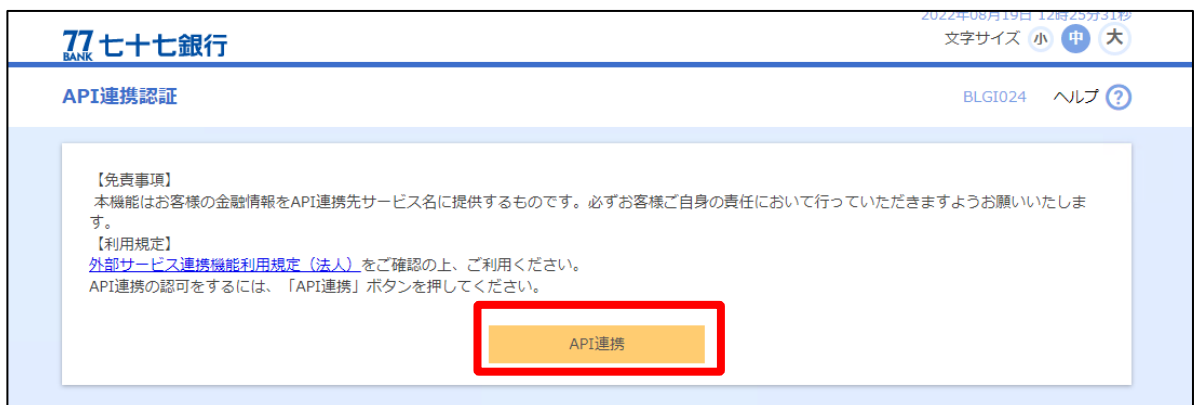 2022年08月19日 12時25分31秒
77 BANK 七十七銀行
文字サイズ 小 中 大
API連携認証
BLGI024 ヘルプ ?
【免責事項】
本機能はお客様の金融情報をAPI連携先サービス名に提供するものです。必ずお客様ご自身の責任において行っていただきますようお願いいたしま
す。
【利用規定】
外部サービス連携機能利用規定（法人）をご確認の上、ご利用ください。
API連携の認可をするには、「API連携」ボタンを押してください。
API連携